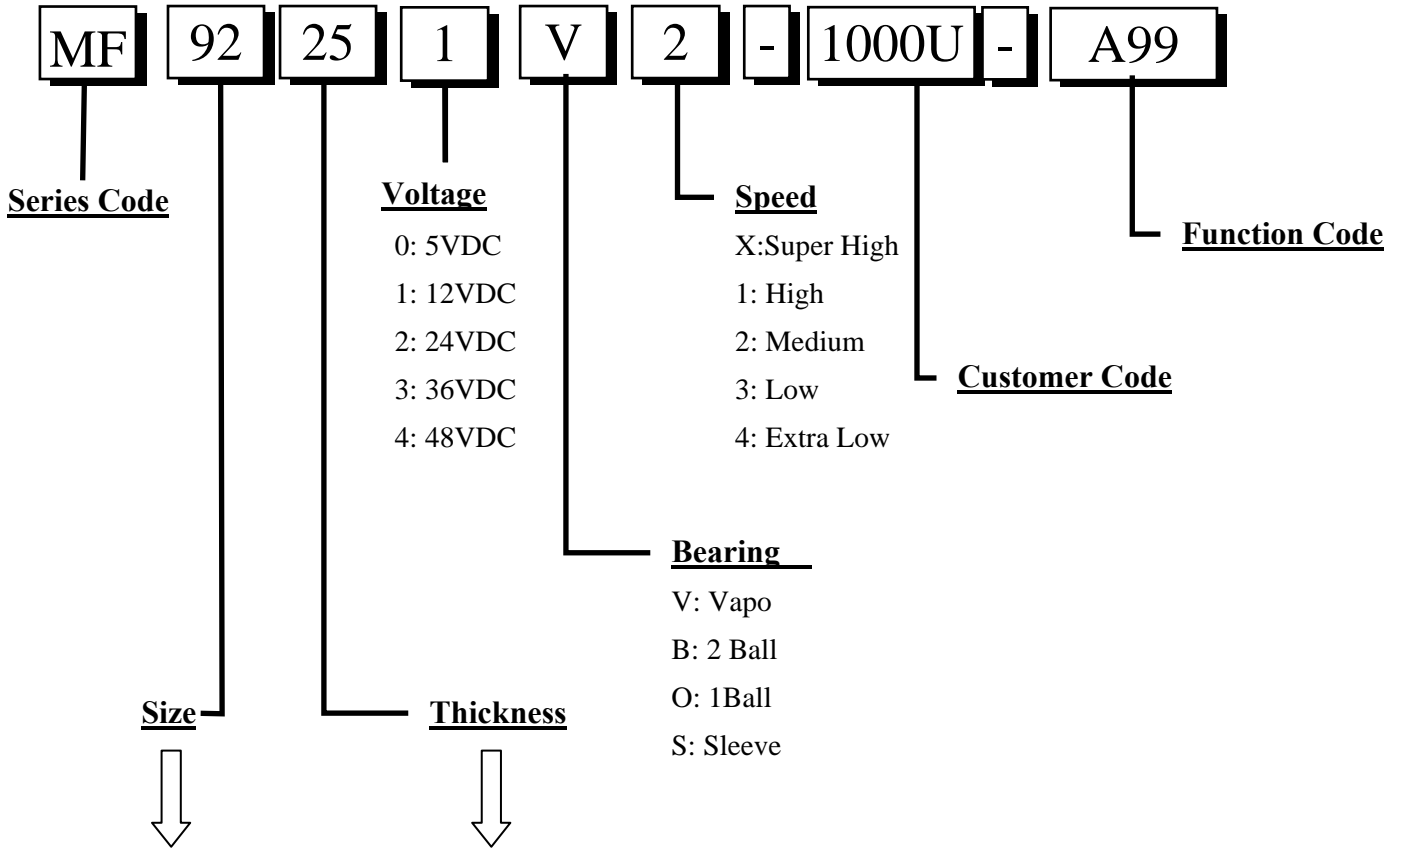 MF 92 25 1 V 2 - 1000U - A99
Series Code
Voltage
0: 5VDC
1: 12VDC
2: 24VDC
3: 36VDC
4: 48VDC
Speed
X:Super High
1: High
2: Medium
3: Low
4: Extra Low
Function Code
Customer Code
Bearing
V: Vapo
B: 2 Ball
O: 1Ball
S: Sleeve
Size
Thickness